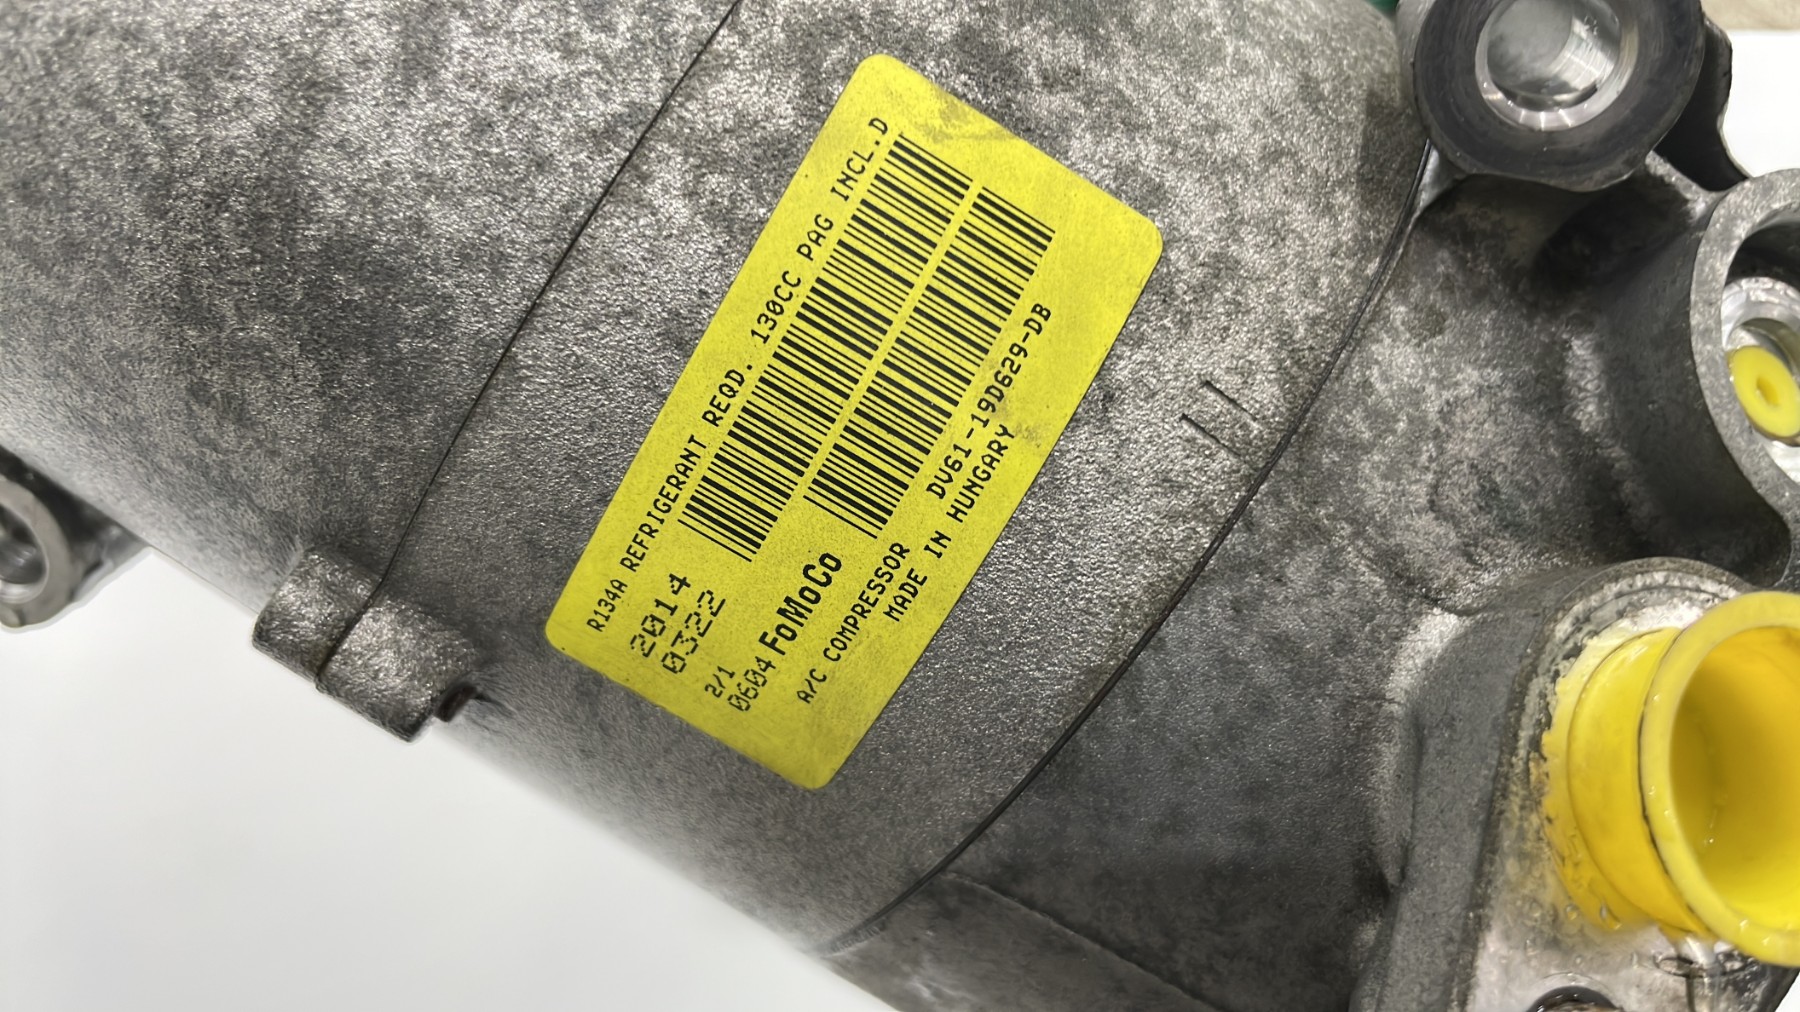 R134A REFRIGERANT REQD. 130CC PAG INCL.D
2014
0322
2/1
0604 FoMoCo
A/C COMPRESSOR DV61-19D629-DB
MADE IN HUNGARY